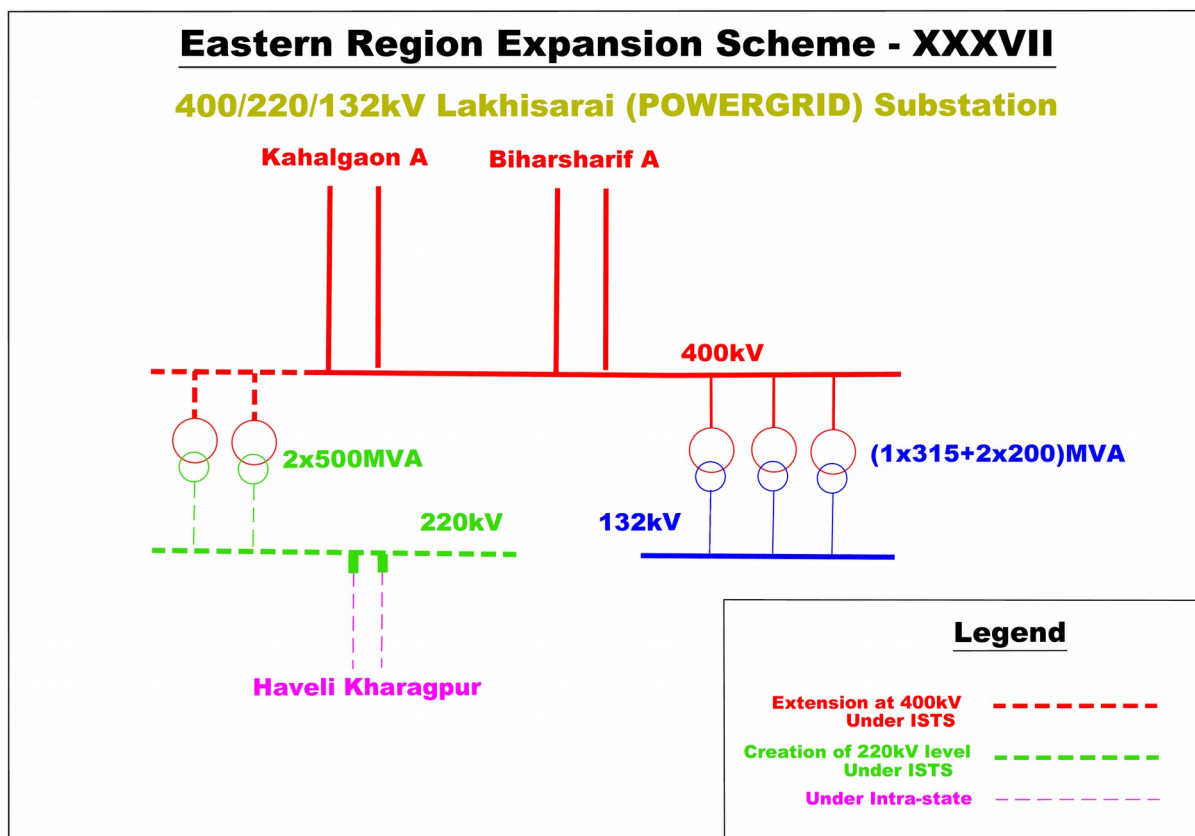 Eastern Region Expansion Scheme - XXXVII
400/220/132kV Lakhisarai (POWERGRID) Substation
Kahalgaon A
Biharsharif A
400kV
2x500MVA
(1x315+2x200)MVA
220kV
132kV
Haveli Kharagpur
Legend
Extension at 400kV
Under ISTS
Creation of 220kV level
Under ISTS
Under Intra-state